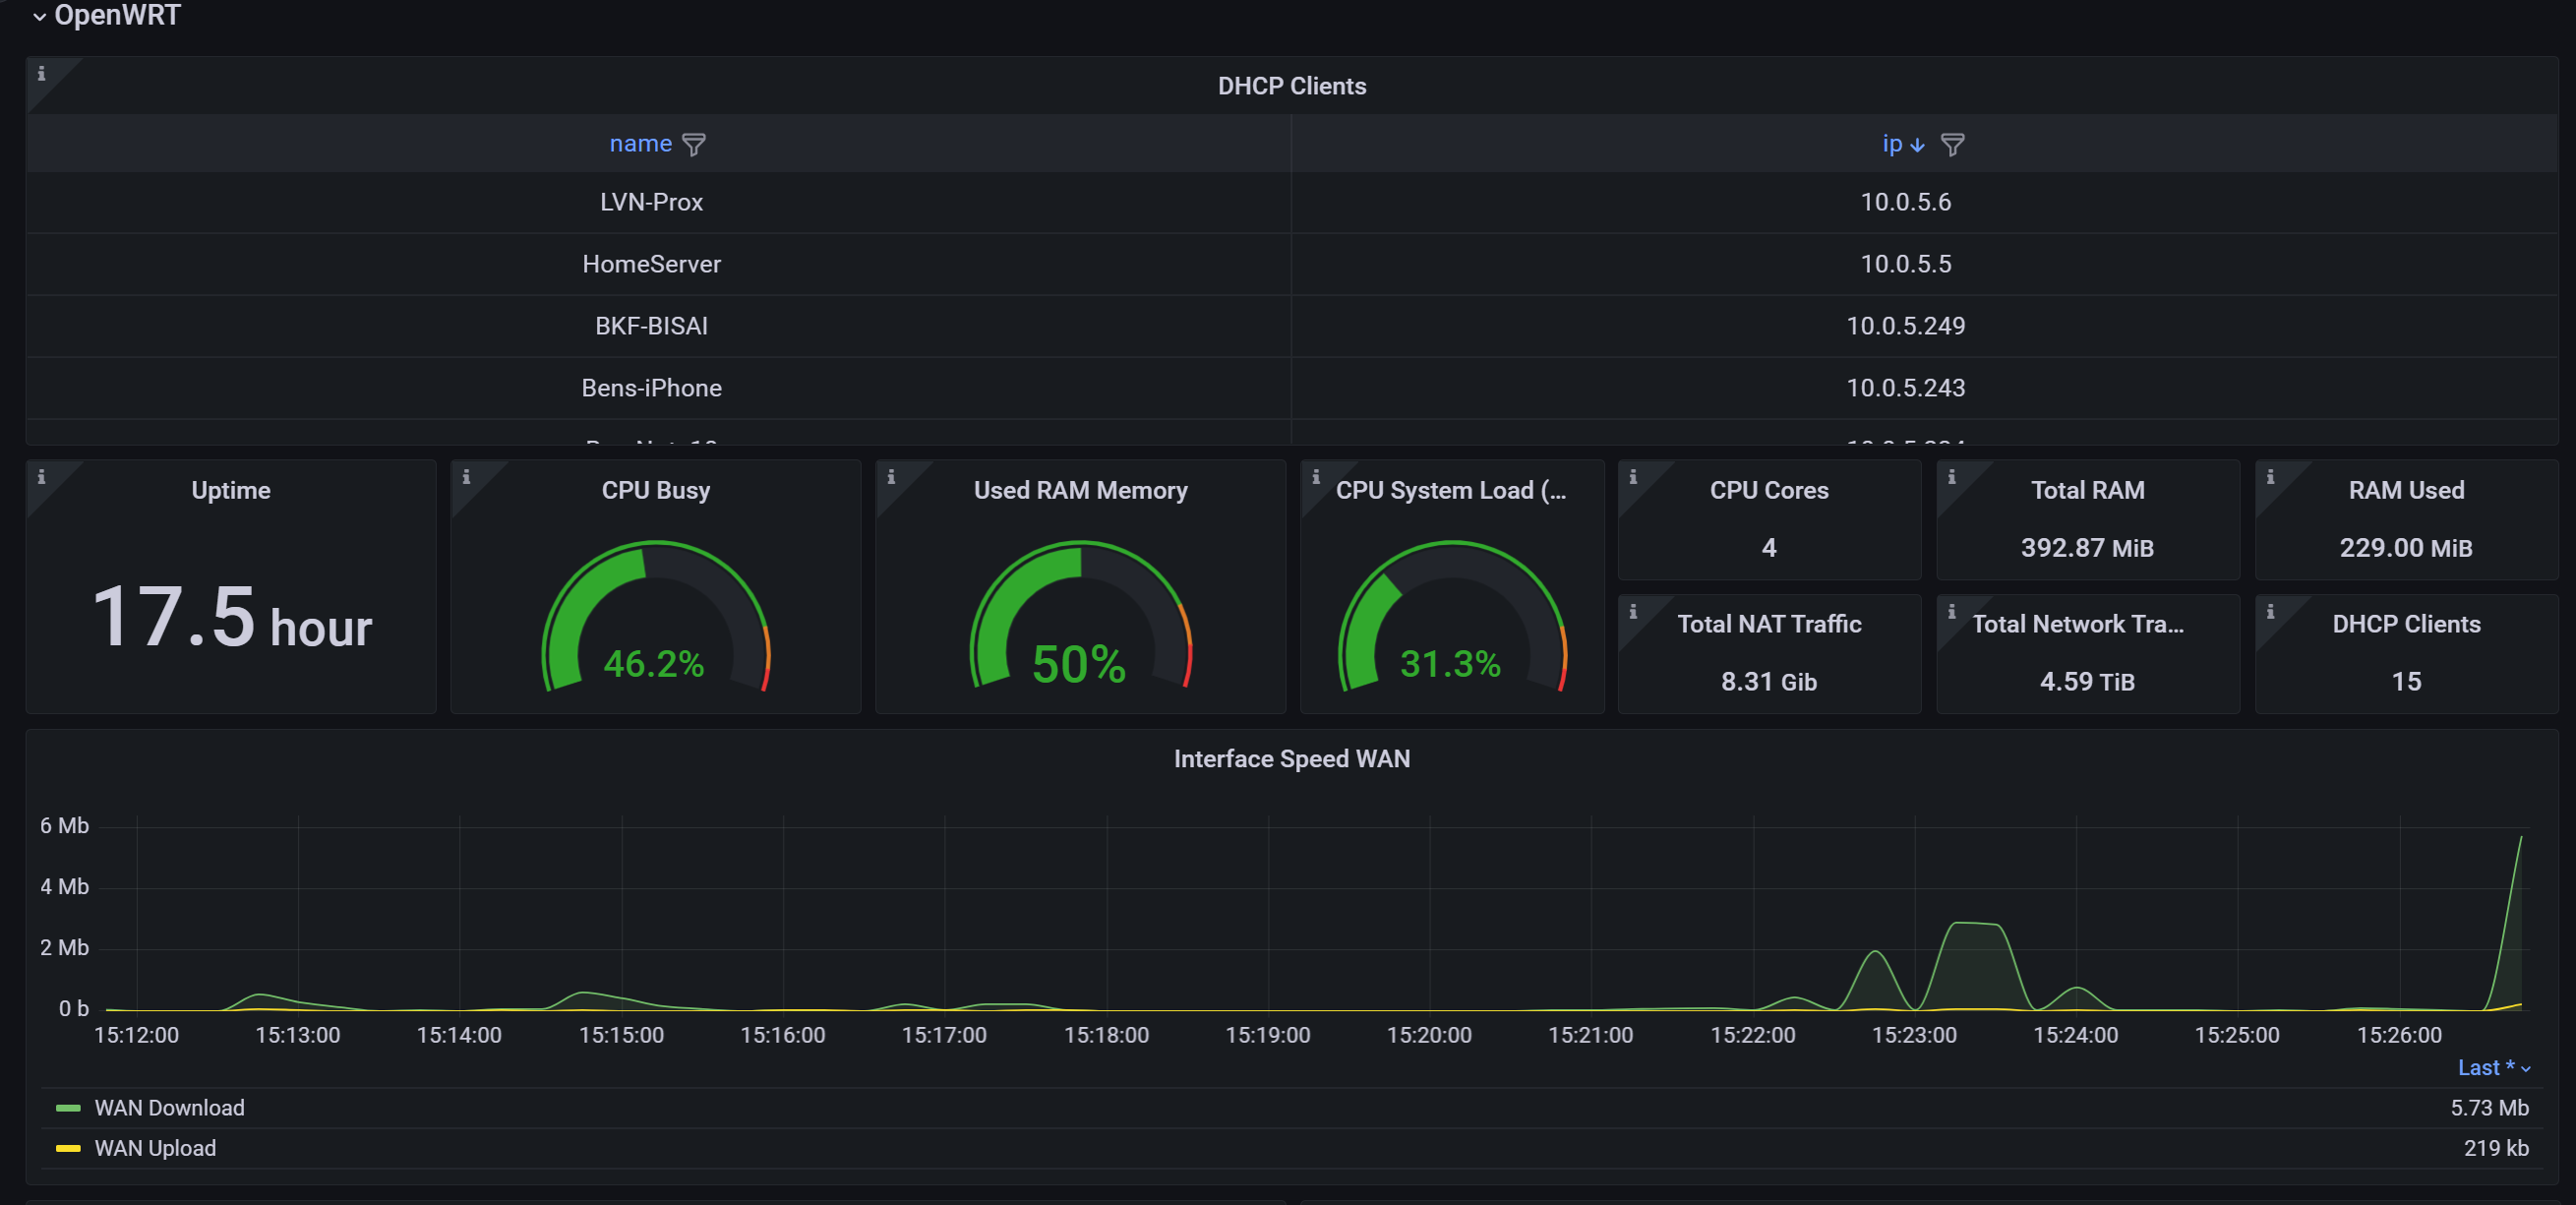 OpenWRT
DHCP Clients
name ip
LVN-Prox 10.0.5.6
HomeServer 10.0.5.5
BKF-BISAI 10.0.5.249
Bens-iPhone 10.0.5.243
Uptime
17.5 hour
CPU Busy
46.2%
Used RAM Memory
50%
CPU System Load (...
31.3%
CPU Cores
4
Total RAM
392.87 MiB
RAM Used
229.00 MiB
Total NAT Traffic
8.31 Gib
Total Network Tra...
4.59 TiB
DHCP Clients
15
Interface Speed WAN
6 Mb
4 Mb
2 Mb
0 b
15:12:00 15:13:00 15:14:00 15:15:00 15:16:00 15:17:00 15:18:00 15:19:00 15:20:00 15:21:00 15:22:00 15:23:00 15:24:00 15:25:00 15:26:00
Last *
WAN Download 5.73 Mb
WAN Upload 219 kb